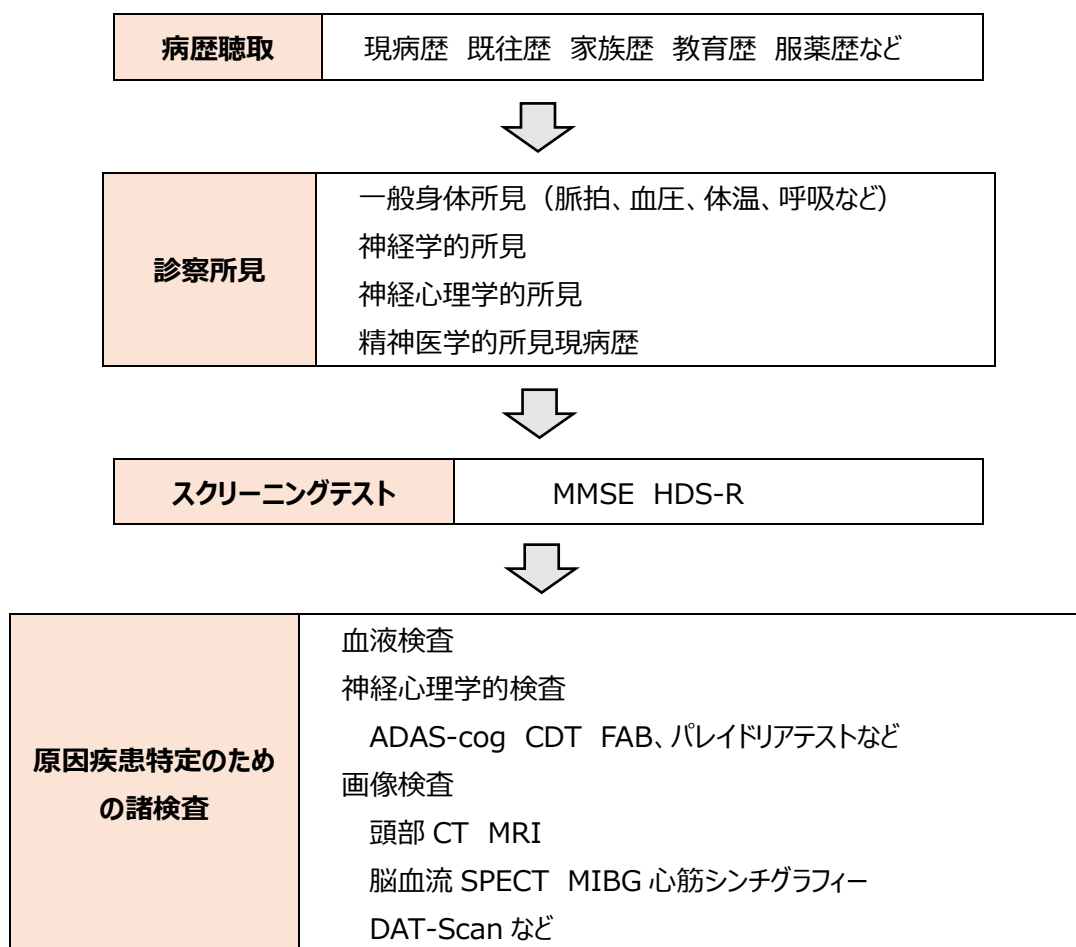 病歴聴取
現病歴 既往歴 家族歴 教育歴 服薬歴など
診察所見
一般身体所見（脈拍、血圧、体温、呼吸など）
神経学的所見
神経心理学的所見
精神医学的所見現病歴
スクリーニングテスト
MMSE HDS-R
原因疾患特定のため
の諸検査
血液検査
神経心理学的検査
ADAS-cog CDT FAB、パレイドリアテストなど
画像検査
頭部 CT MRI
脳血流 SPECT MIBG 心筋シンチグラフィー
DAT-Scan など